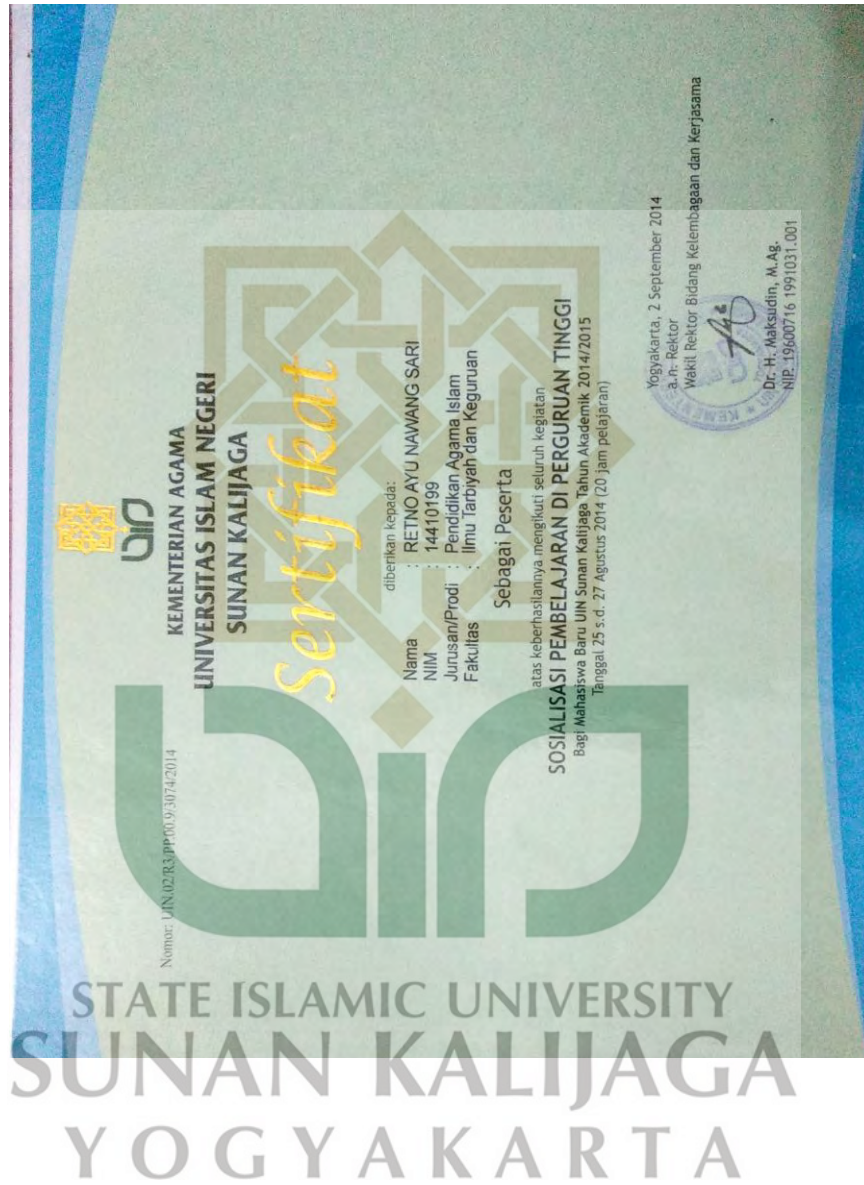 Nomor: UIN.02/R3/PP.00.9/3074/2014
uin
KEMENTERIAN AGAMA
UNIVERSITAS ISLAM NEGERI
SUNAN KALIJAGA
Sertifikat
diberikan kepada:
Nama : RETNO AYU NAWANG SARI
NIM : 14410199
Jurusan/Prodi : Pendidikan Agama Islam
Fakultas : Ilmu Tarbiyah dan Keguruan
Sebagai Peserta
atas keberhasilannya mengikuti seluruh kegiatan
SOSIALISASI PEMBELAJARAN DI PERGURUAN TINGGI
Bagi Mahasiswa Baru UIN Sunan Kalijaga Tahun Akademik 2014/2015
Tanggal 25 s.d. 27 Agustus 2014 (20 jam pelajaran)
Yogyakarta, 2 September 2014
a.n. Rektor
Wakil Rektor Bidang Kelembagaan dan Kerjasama
Dr. H. Maksudin, M.Ag.
NIP. 19600716 1991031.001
uin
STATE ISLAMIC UNIVERSITY
SUNAN KALIJAGA
YOGYAKARTA